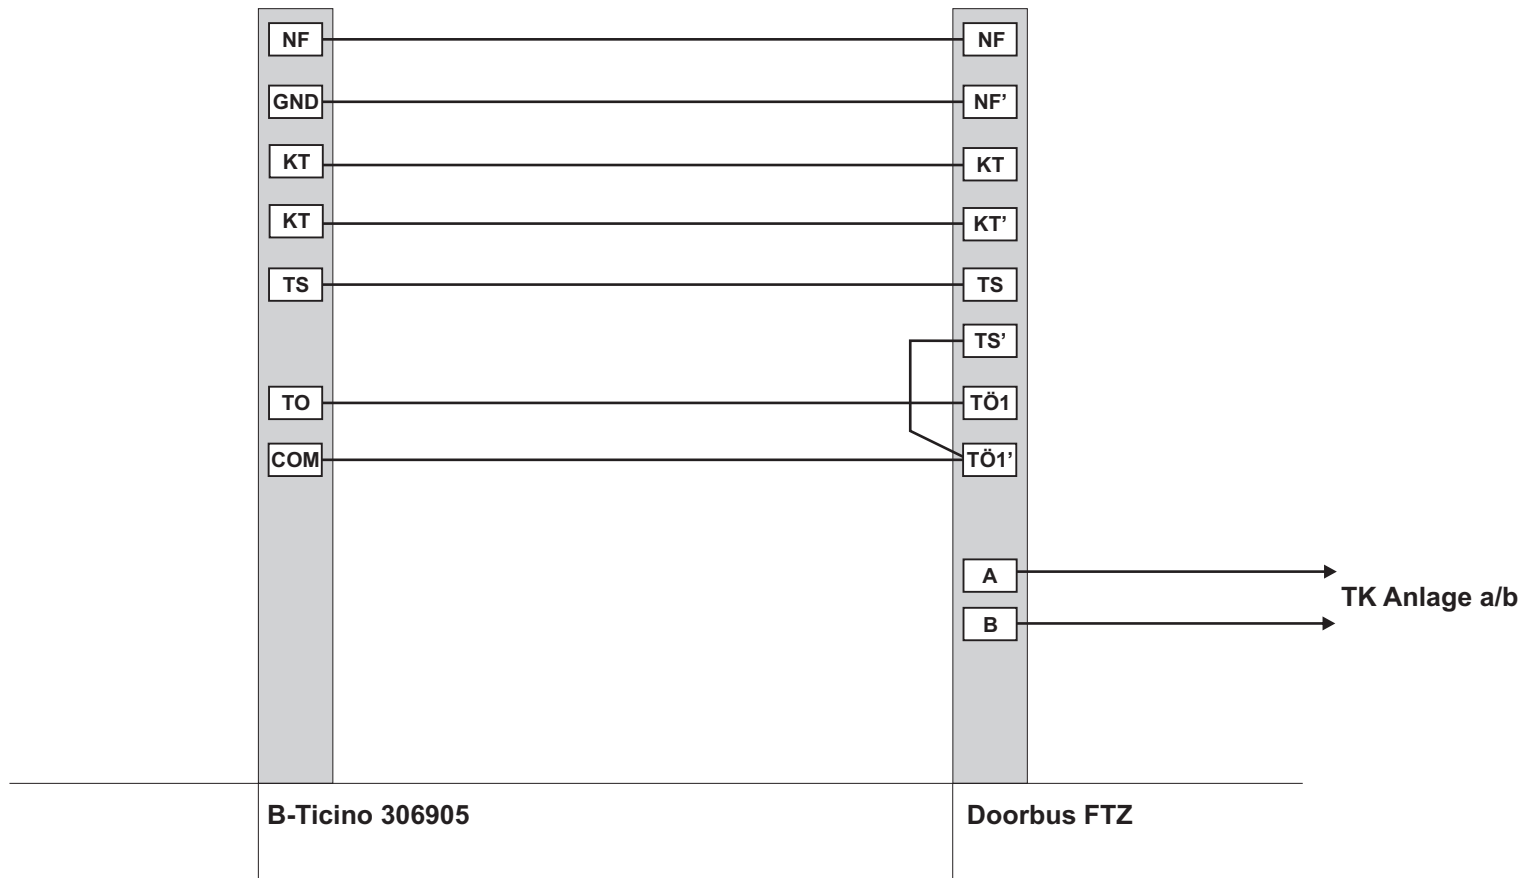 NF NF
GND NF’
KT KT
KT KT’
TS TS
TS’
TO TÖ1
COM TÖ1’
A
TK Anlage a/b
B
B-Ticino 306905 Doorbus FTZ